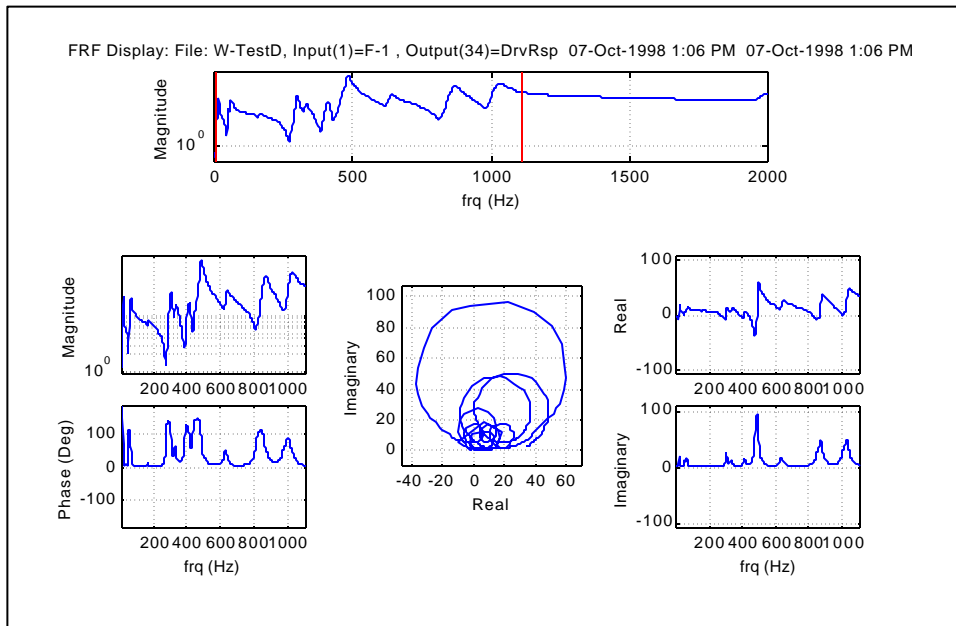 FRF Display: File: W-TestD, Input(1)=F-1 , Output(34)=DrvRsp 07-Oct-1998 1:06 PM 07-Oct-1998 1:06 PM
Magnitude
10^0
0 500 1000 1500 2000
frq (Hz)
Magnitude
10^0
200 400 600 800 1000
Phase (Deg)
100
0
-100
200 400 600 800 1000
frq (Hz)
Imaginary
100
80
60
40
20
0
-40 -20 0 20 40 60
Real
Real
100
0
-100
200 400 600 800 1000
Imaginary
100
0
-100
200 400 600 800 1000
frq (Hz)